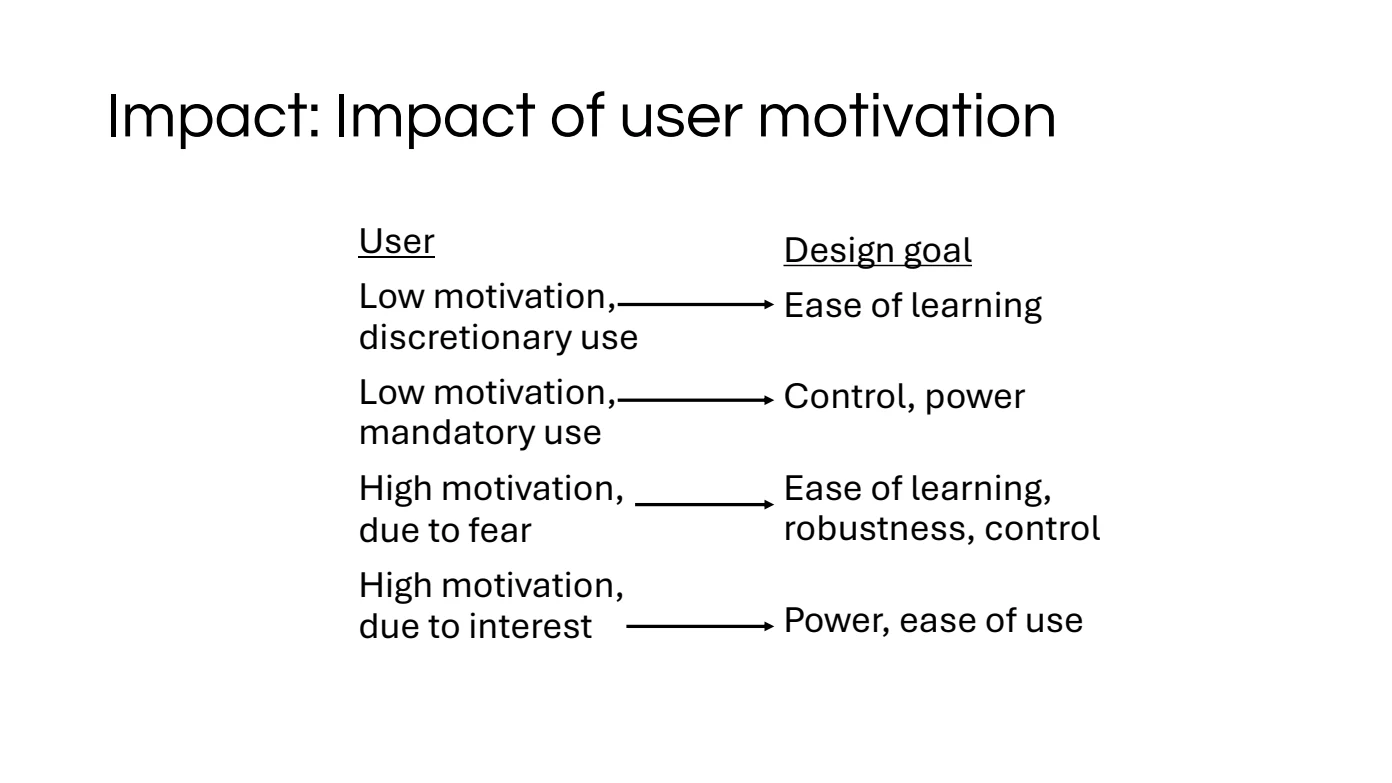 Impact: Impact of user motivation
User
Design goal
Low motivation,
discretionary use
Ease of learning
Low motivation,
mandatory use
Control, power
High motivation,
due to fear
Ease of learning,
robustness, control
High motivation,
due to interest
Power, ease of use